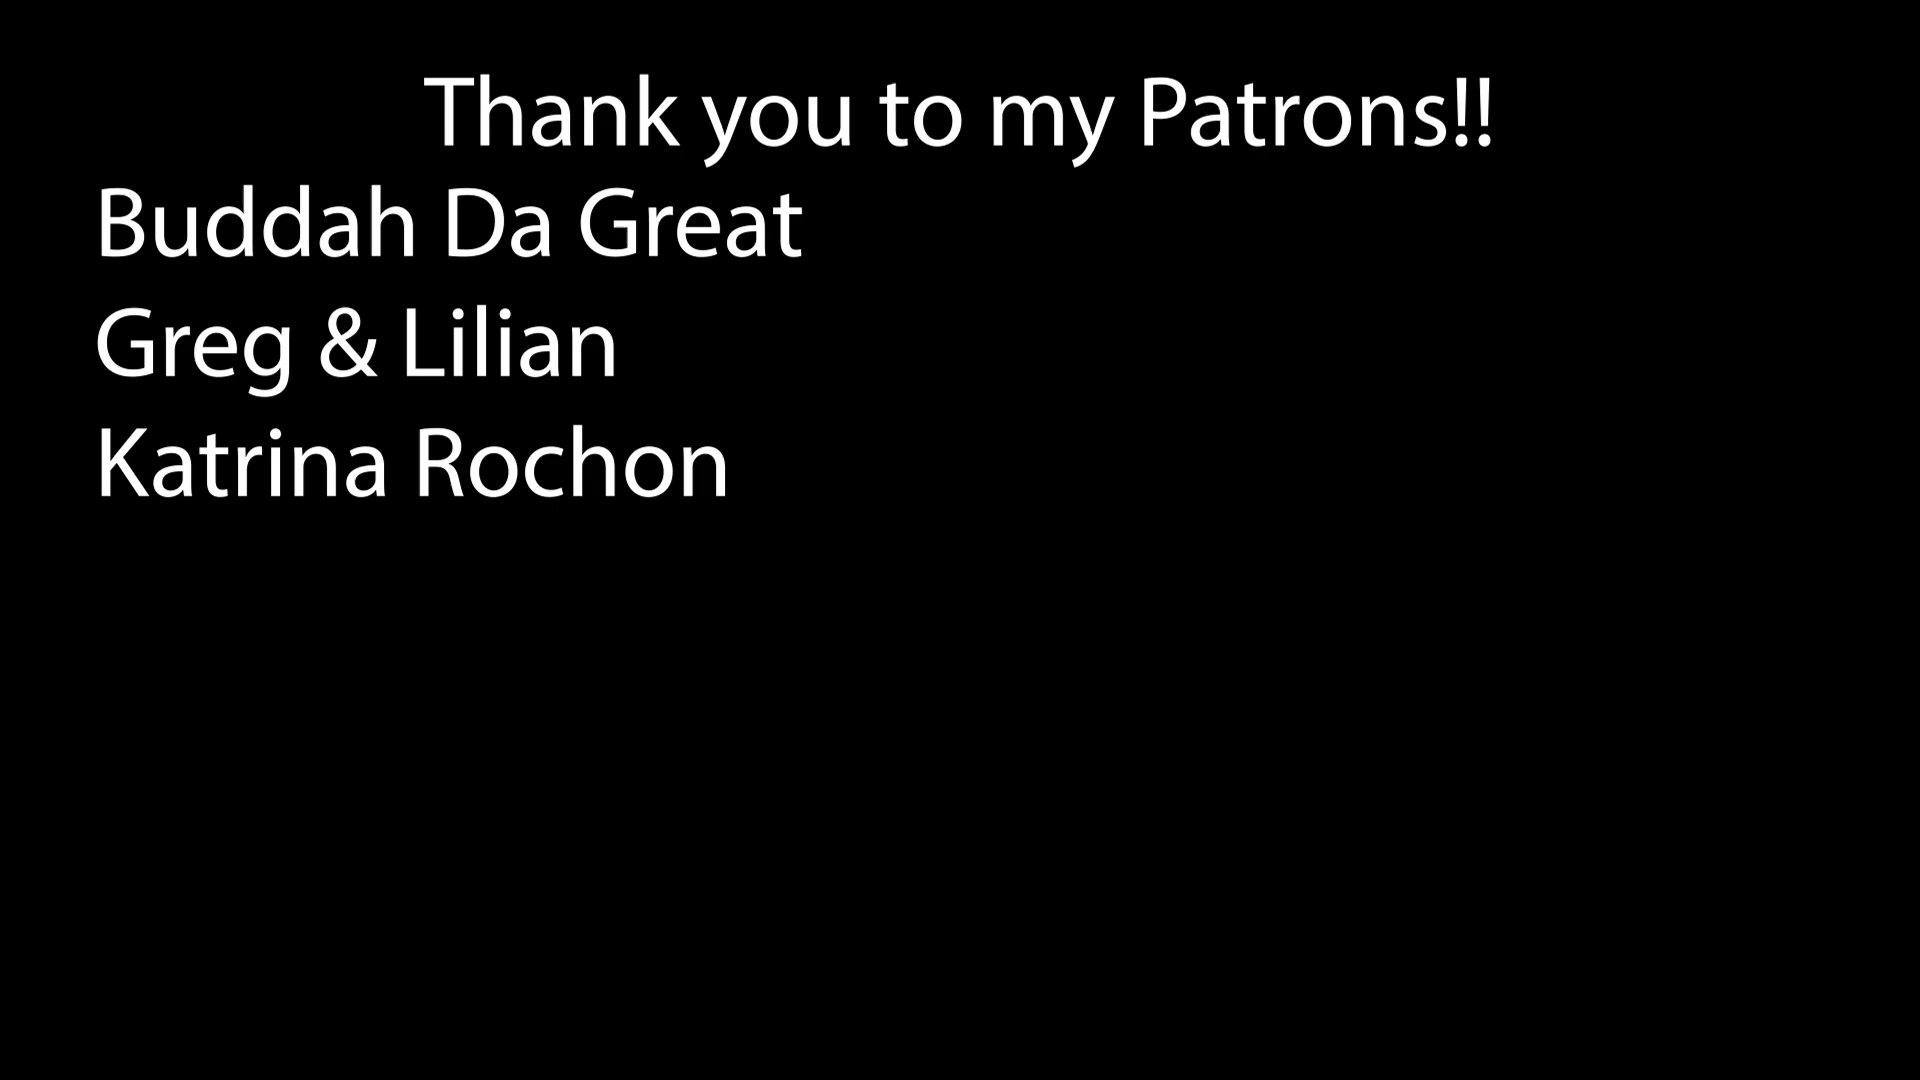 Thank you to my Patrons!!
Buddah Da Great
Greg & Lilian
Katrina Rochon